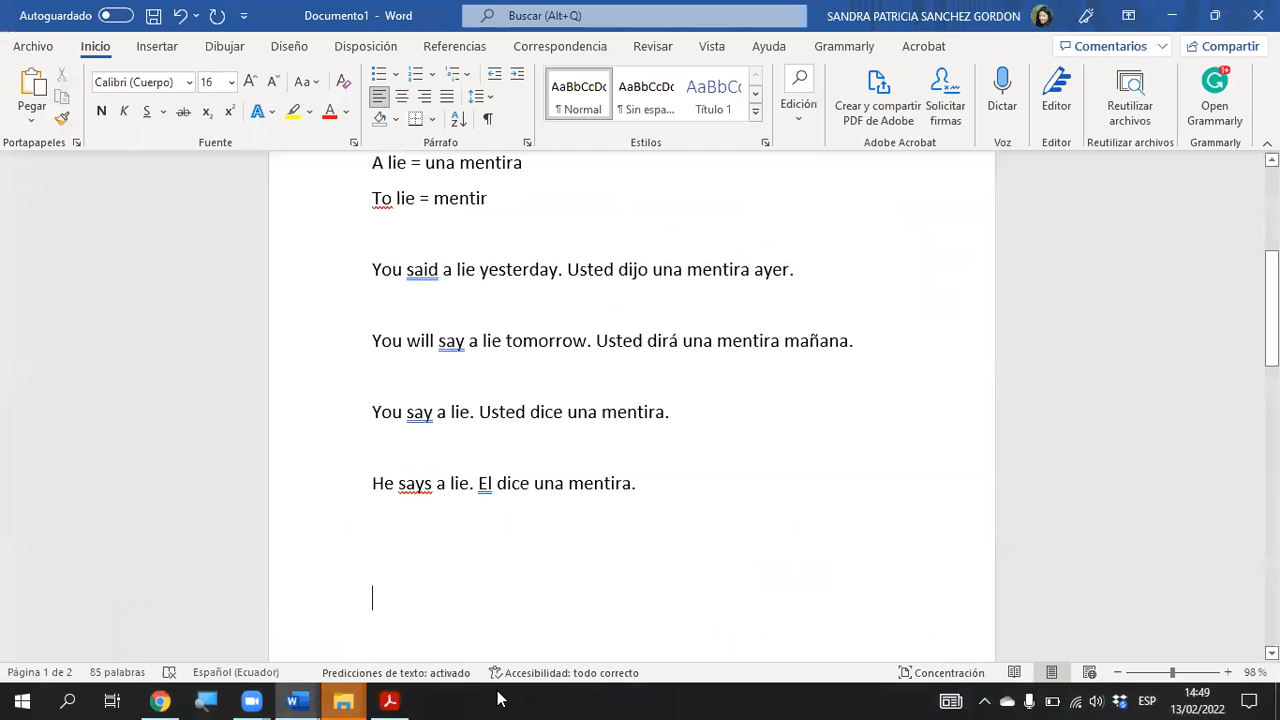 Autoguardado
Documento1 - Word
Buscar (Alt+Q)
SANDRA PATRICIA SANCHEZ GORDON
Archivo Inicio Insertar Dibujar Diseño Disposición Referencias Correspondencia Revisar Vista Ayuda Grammarly Acrobat
Comentarios Compartir
Calibri (Cuerpo) 16
Pegar
N K S
AaBbCcDc AaBbCcDc AaBbCc
¶ Normal ¶ Sin espa... Título 1
Edición
Crear y compartir PDF de Adobe
Solicitar firmas
Dictar
Editor
Reutilizar archivos
Open Grammarly
Portapapeles Fuente Párrafo Estilos Adobe Acrobat Voz Editor Reutilizar archivos Grammarly
A lie = una mentira
To lie = mentir
You said a lie yesterday. Usted dijo una mentira ayer.
You will say a lie tomorrow. Usted dirá una mentira mañana.
You say a lie. Usted dice una mentira.
He says a lie. El dice una mentira.
Página 1 de 2 85 palabras Español (Ecuador) Predicciones de texto: activado Accesibilidad: todo correcto Concentración 98 %
ESP
14:49
13/02/2022